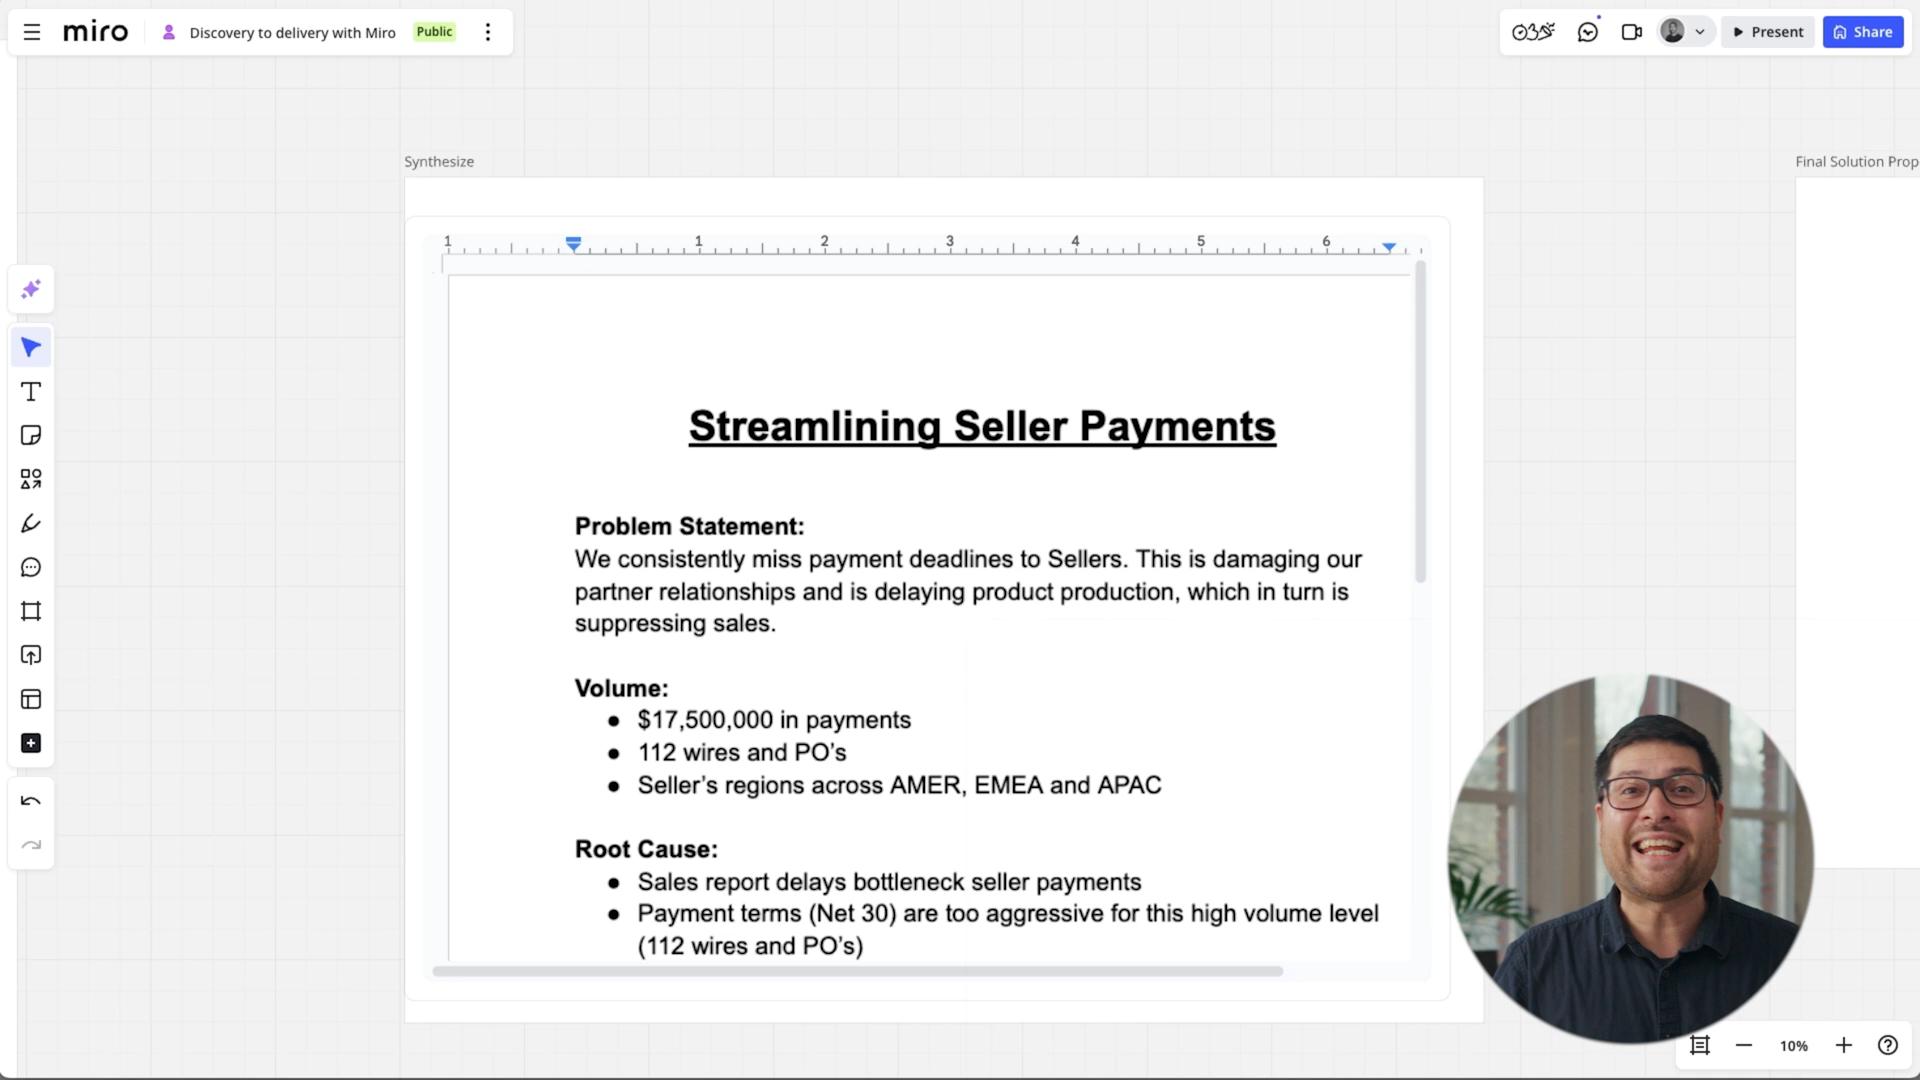 miro
Discovery to delivery with Miro
Public
Present
Share
Synthesize
Final Solution Prop
1 1 2 3 4 5 6
Streamlining Seller Payments
Problem Statement:
We consistently miss payment deadlines to Sellers. This is damaging our
partner relationships and is delaying product production, which in turn is
suppressing sales.
Volume:
● $17,500,000 in payments
● 112 wires and PO’s
● Seller’s regions across AMER, EMEA and APAC
Root Cause:
● Sales report delays bottleneck seller payments
● Payment terms (Net 30) are too aggressive for this high volume level
(112 wires and PO’s)
10%